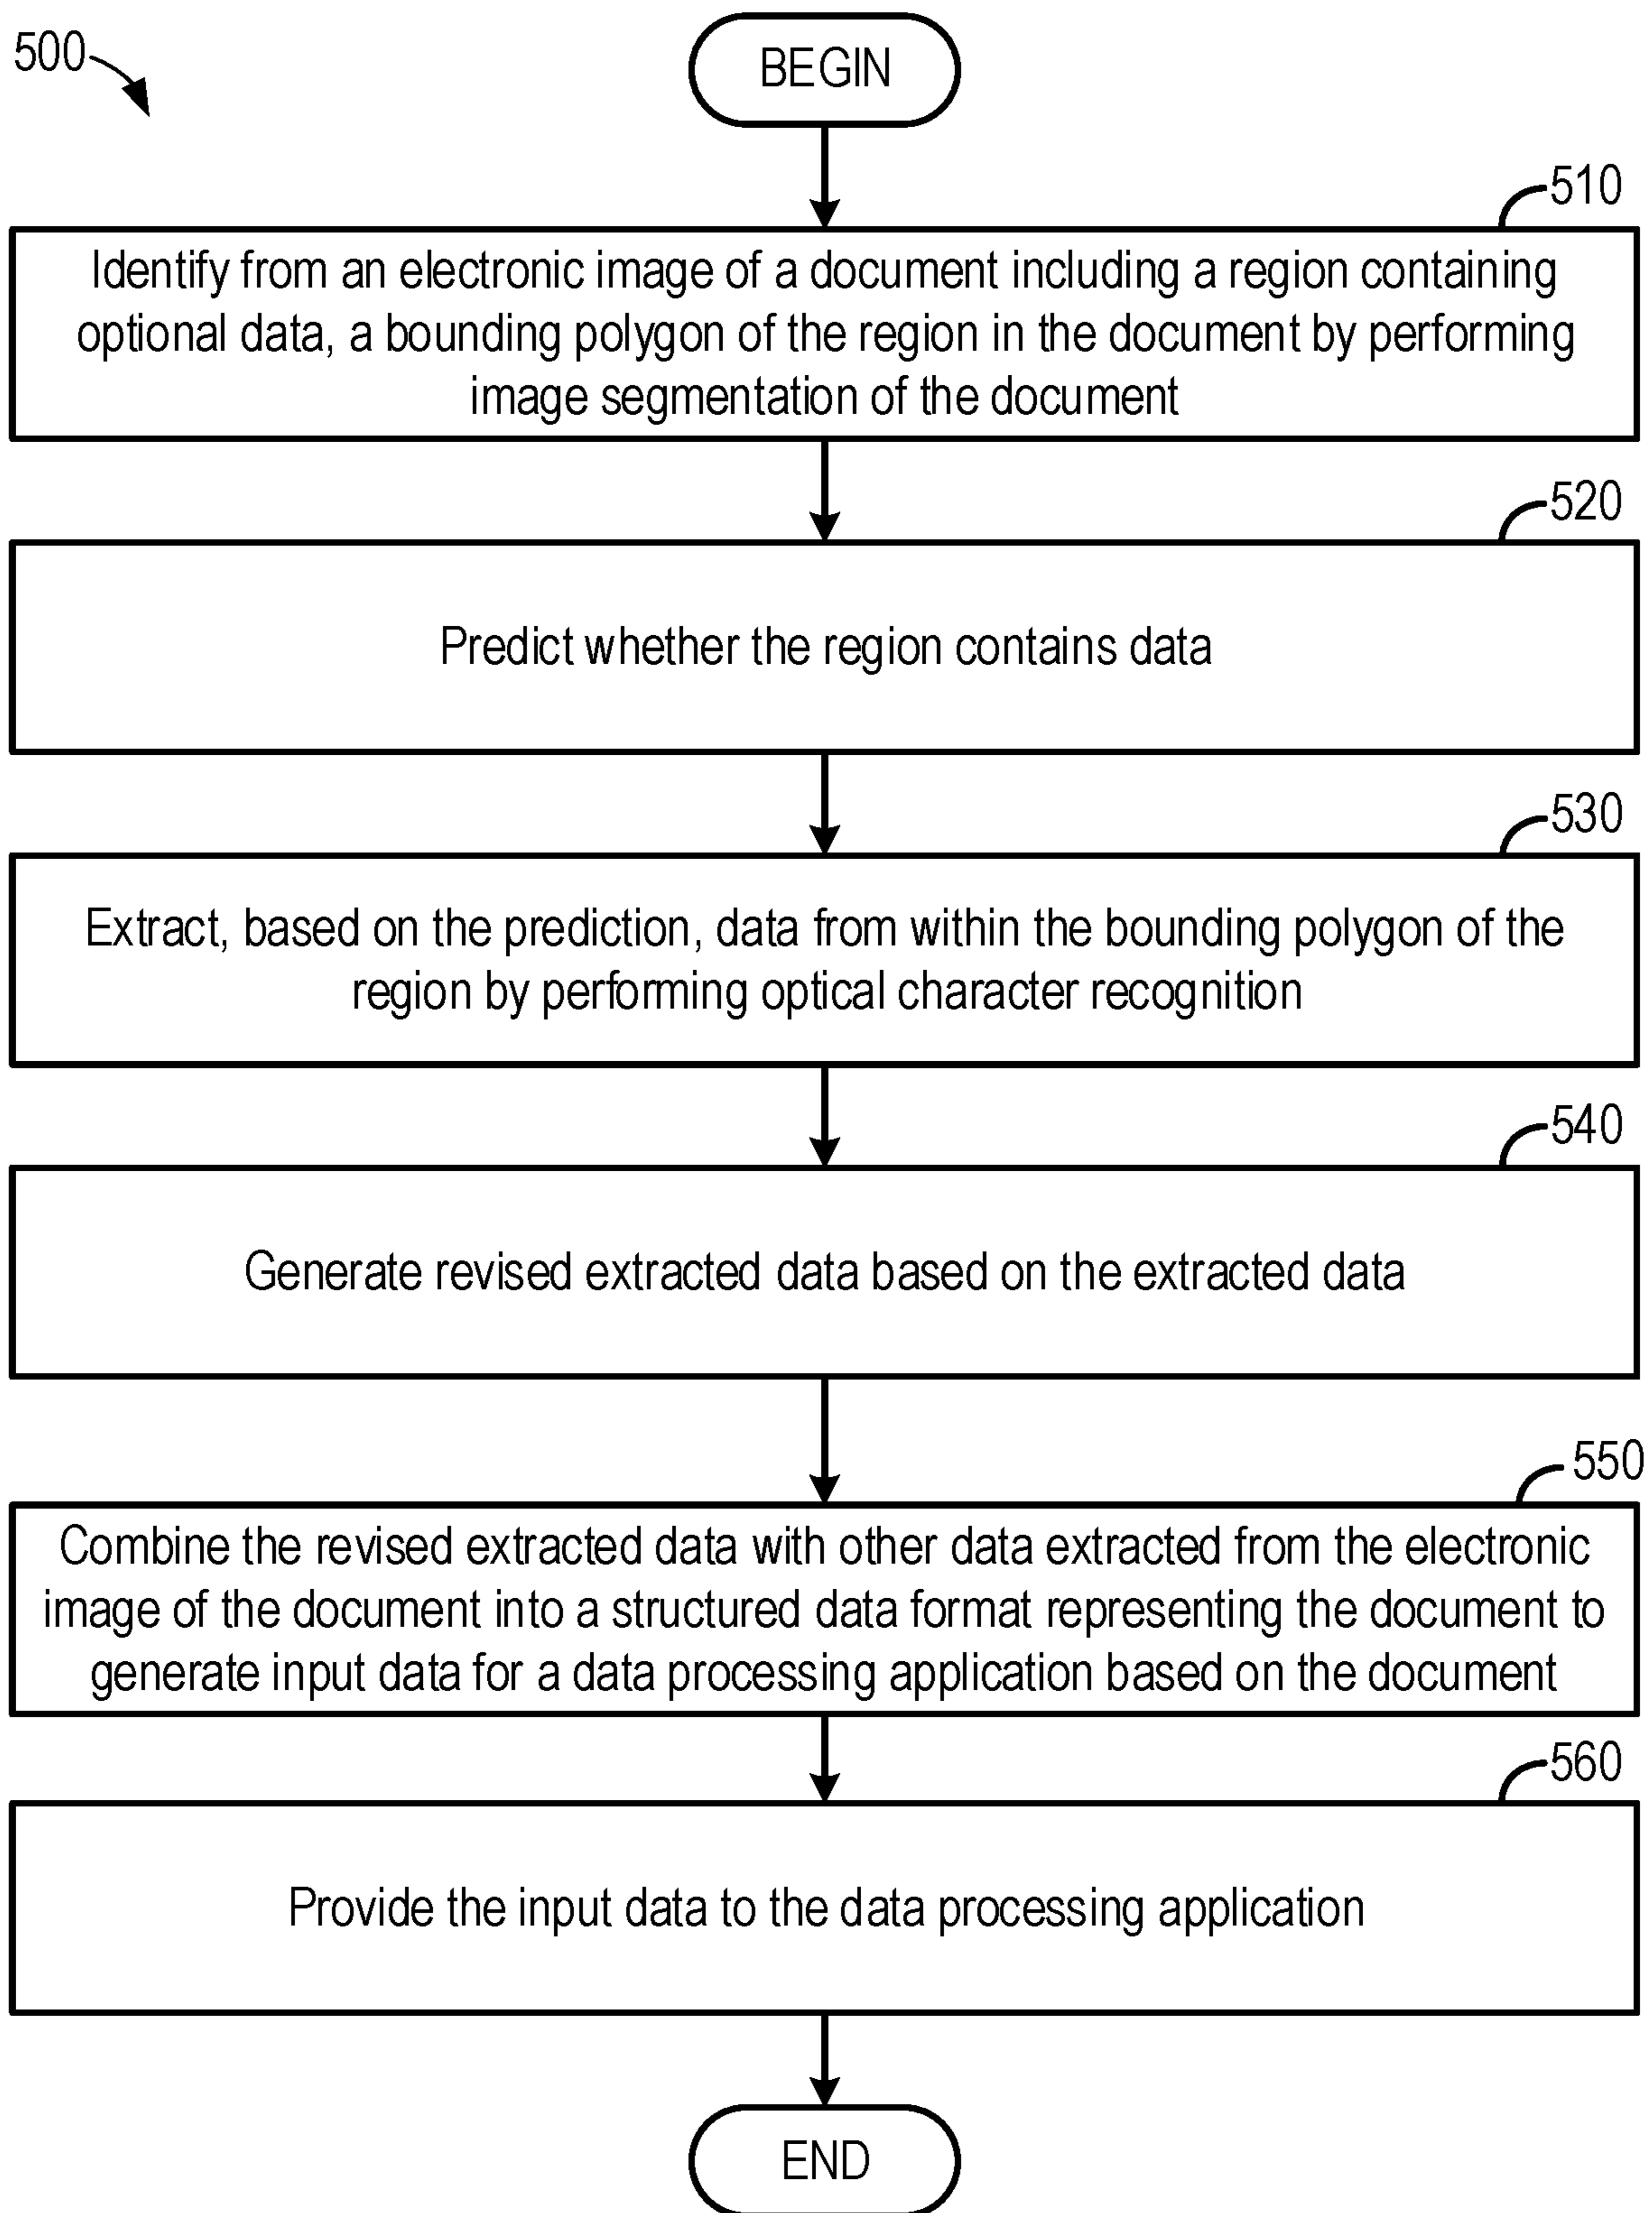 500
BEGIN
510
Identify from an electronic image of a document including a region containing
optional data, a bounding polygon of the region in the document by performing
image segmentation of the document
520
Predict whether the region contains data
530
Extract, based on the prediction, data from within the bounding polygon of the
region by performing optical character recognition
540
Generate revised extracted data based on the extracted data
550
Combine the revised extracted data with other data extracted from the electronic
image of the document into a structured data format representing the document to
generate input data for a data processing application based on the document
560
Provide the input data to the data processing application
END